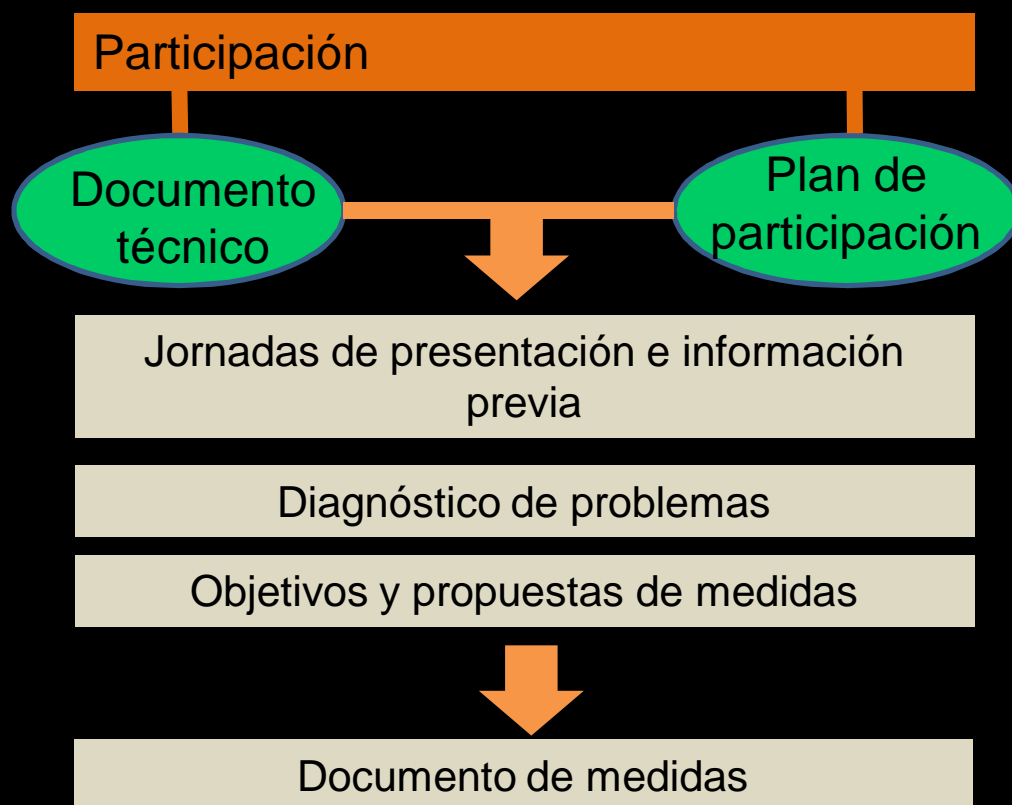 Participación
Documento
técnico
Plan de
participación
Jornadas de presentación e información
previa
Diagnóstico de problemas
Objetivos y propuestas de medidas
Documento de medidas